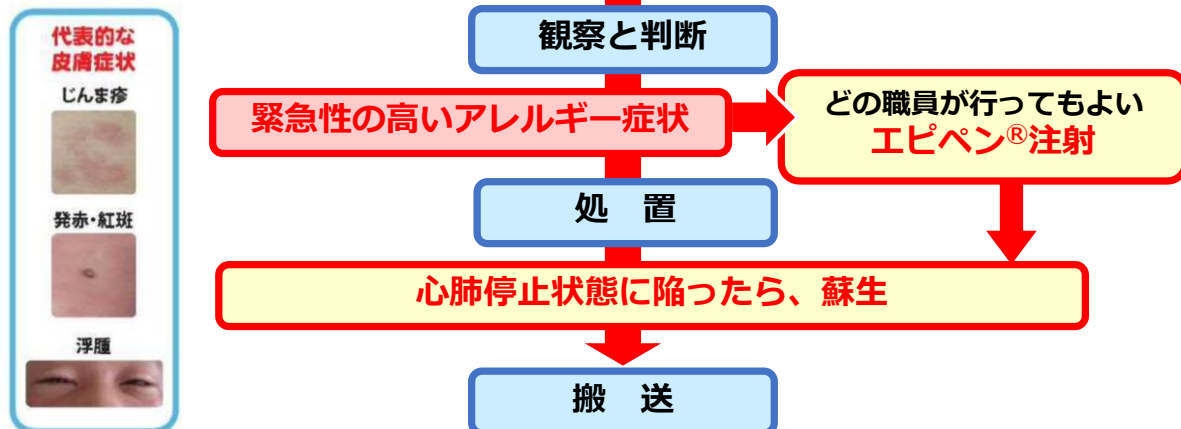 代表的な
皮膚症状
じんま疹
発赤・紅斑
浮腫
観察と判断
緊急性の高いアレルギー症状
どの職員が行ってもよい
エピペン®注射
処　置
心肺停止状態に陥ったら、蘇生
搬　送